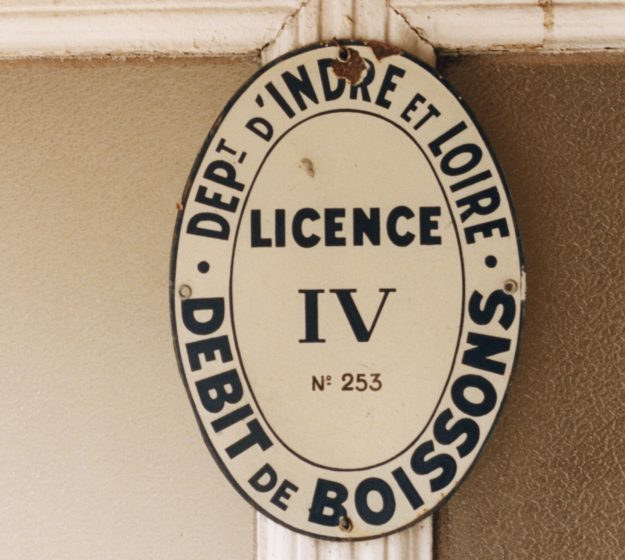 DEPT D'INDRE ET LOIRE
LICENCE
IV
Nº 253
• DEBIT DE BOISSONS •